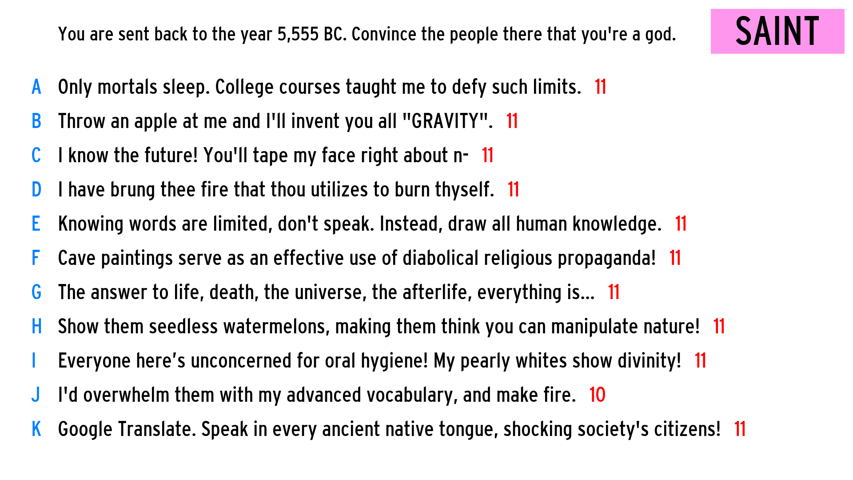 You are sent back to the year 5,555 BC. Convince the people there that you're a god.
SAINT
A Only mortals sleep. College courses taught me to defy such limits. 11
B Throw an apple at me and I'll invent you all "GRAVITY". 11
C I know the future! You'll tape my face right about n- 11
D I have brung thee fire that thou utilizes to burn thyself. 11
E Knowing words are limited, don't speak. Instead, draw all human knowledge. 11
F Cave paintings serve as an effective use of diabolical religious propaganda! 11
G The answer to life, death, the universe, the afterlife, everything is... 11
H Show them seedless watermelons, making them think you can manipulate nature! 11
I Everyone here’s unconcerned for oral hygiene! My pearly whites show divinity! 11
J I'd overwhelm them with my advanced vocabulary, and make fire. 10
K Google Translate. Speak in every ancient native tongue, shocking society's citizens! 11